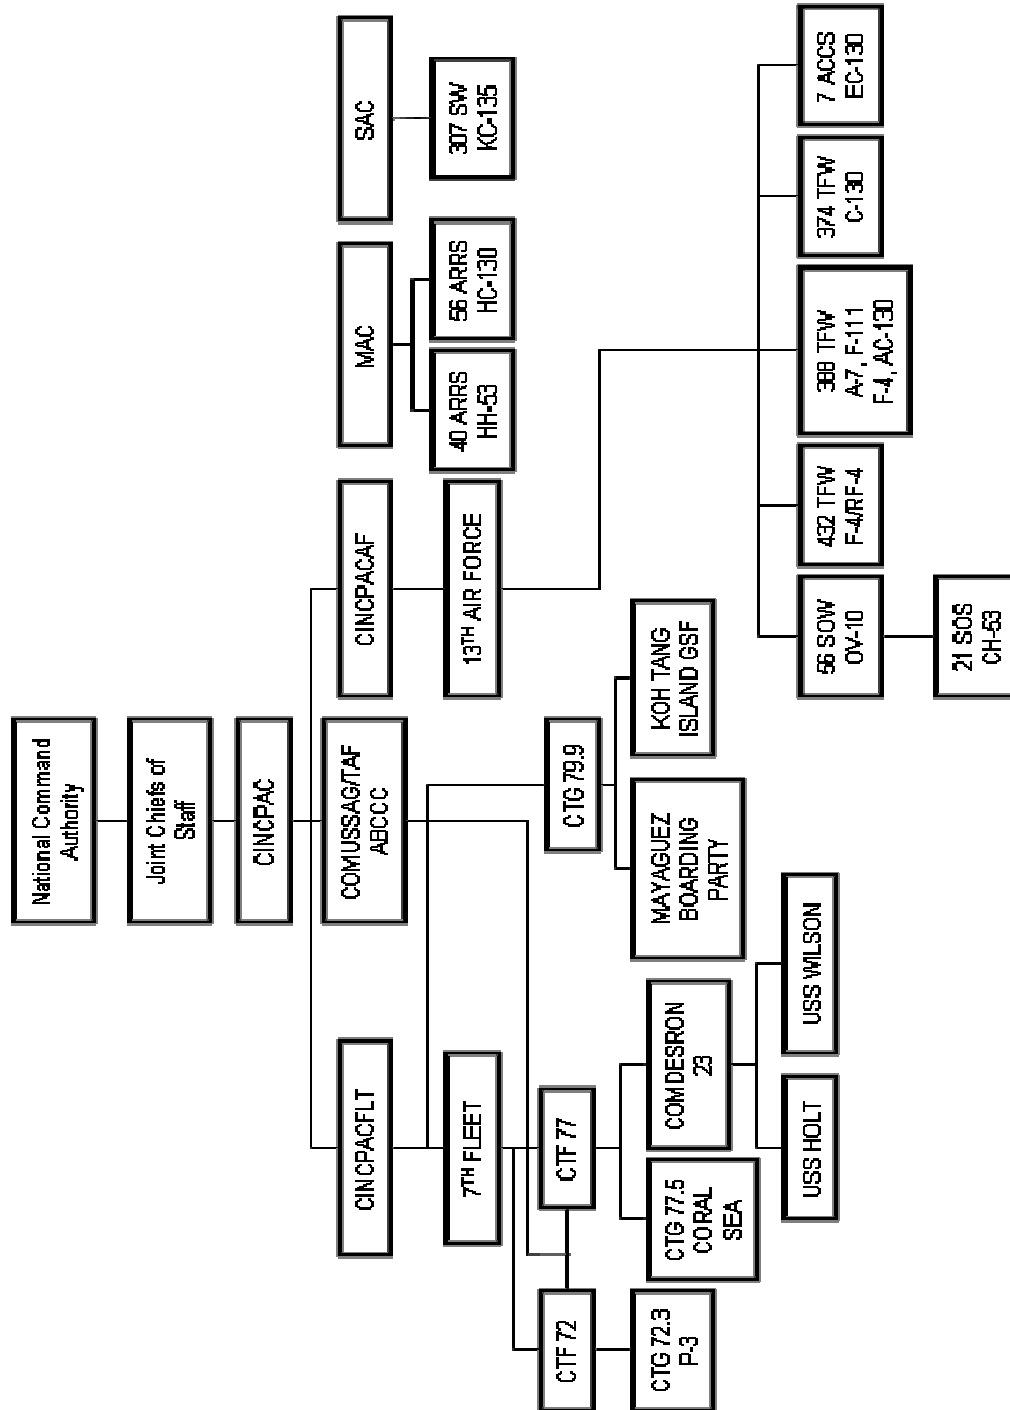 National Command
Authority
Joint Chiefs of
Staff
CINCPAC
COMUSSAG/TAF
ABCCC
CINCPACFLT
CINCPACAF
MAC
SAC
7TH FLEET
13TH AIR FORCE
40 ARRS
HH-53
56 ARRS
HC-130
307 SW
KC-135
CTF 72
CTF 77
CTG 79.9
CTG 72.3
P-3
CTG 77.5
CORAL
SEA
COMDESRON
23
MAYAGUEZ
BOARDING
PARTY
KOH TANG
ISLAND GSF
USS HOLT
USS WILSON
56 SOW
OV-10
432 TFW
F-4/RF-4
388 TFW
A-7, F-111
F-4, AC-130
374 TFW
C-130
7 ACCS
EC-130
21 SOS
CH-53